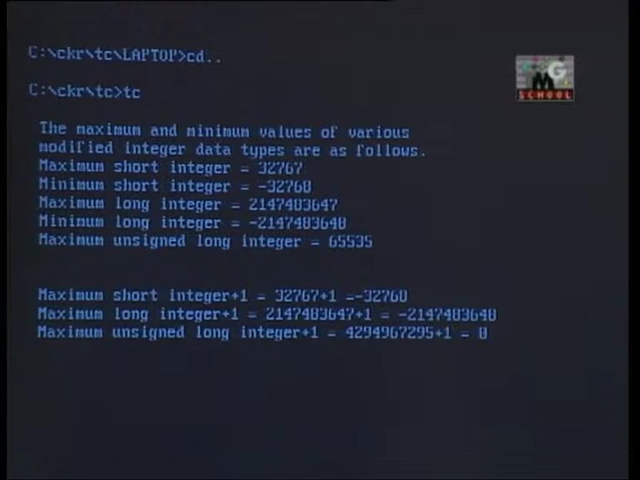 C:\ckr\tc\LAPTOP>cd..
C:\ckr\tc>tc
MG
SCHOOL
The maximum and minimum values of various
modified integer data types are as follows.
Maximum short integer = 32767
Minimum short integer = -32768
Maximum long integer = 2147483647
Minimum long integer = -2147483648
Maximum unsigned long integer = 65535
Maximum short integer+1 = 32767+1 =-32768
Maximum long integer+1 = 2147483647+1 = -2147483648
Maximum unsigned long integer+1 = 4294967295+1 = 0